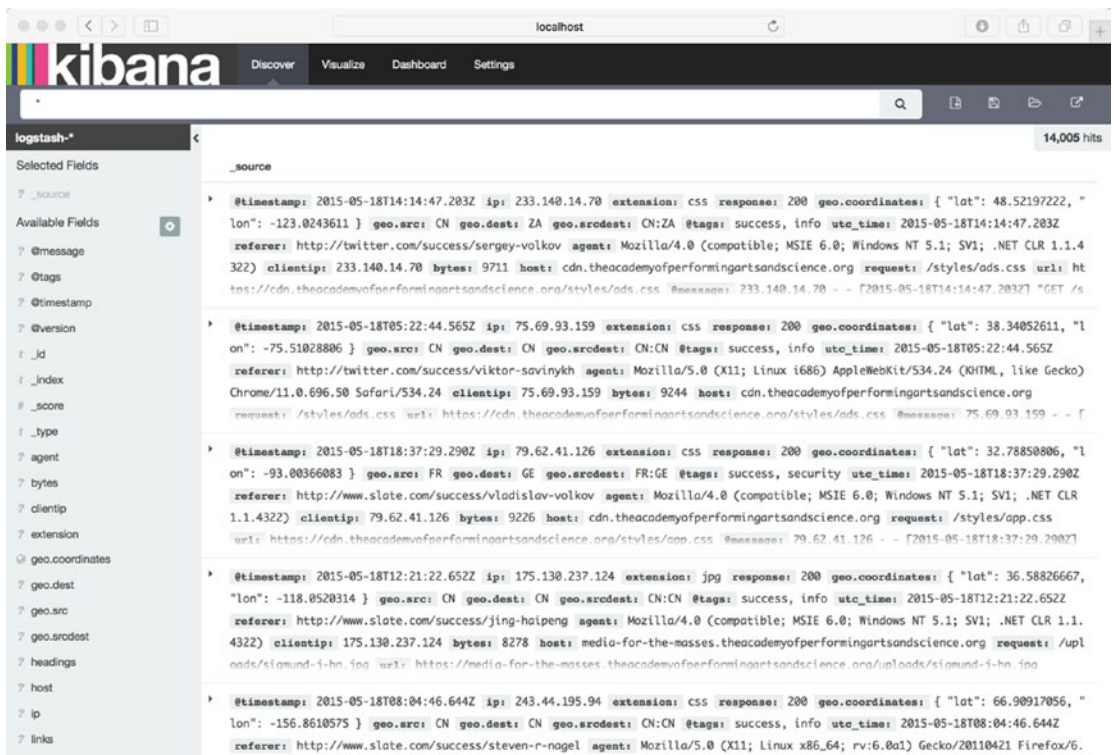 localhost
kibana
Discover Visualize Dashboard Settings
*
logstash-*
14,005 hits
Selected Fields
? _source
Available Fields
? @message
? @tags
? @timestamp
? @version
t _id
t _index
# _score
t _type
? agent
? bytes
? clientip
? extension
geo.coordinates
? geo.dest
? geo.src
? geo.srcdest
? headings
? host
? ip
? links
_source
@timestamp: 2015-05-18T14:14:47.203Z ip: 233.140.14.70 extension: css response: 200 geo.coordinates: { "lat": 48.52197222, "
lon": -123.0243611 } geo.src: CN geo.dest: ZA geo.srcdest: CN:ZA @tags: success, info utc_time: 2015-05-18T14:14:47.203Z
referer: http://twitter.com/success/sergey-volkov agent: Mozilla/4.0 (compatible; MSIE 6.0; Windows NT 5.1; SV1; .NET CLR 1.1.4
322) clientip: 233.140.14.70 bytes: 9711 host: cdn.theacademyofperformingartsandscience.org request: /styles/ads.css url: ht
tps://cdn.theacademyofperformingartsandscience.org/styles/ads.css @message: 233.140.14.70 - - [2015-05-18T14:14:47.203Z] "GET /s
@timestamp: 2015-05-18T05:22:44.565Z ip: 75.69.93.159 extension: css response: 200 geo.coordinates: { "lat": 38.34052611, "l
on": -75.51028806 } geo.src: CN geo.dest: CN geo.srcdest: CN:CN @tags: success, info utc_time: 2015-05-18T05:22:44.565Z
referer: http://twitter.com/success/viktor-savinykh agent: Mozilla/5.0 (X11; Linux i686) AppleWebKit/534.24 (KHTML, like Gecko)
Chrome/11.0.696.50 Safari/534.24 clientip: 75.69.93.159 bytes: 9244 host: cdn.theacademyofperformingartsandscience.org
request: /styles/ads.css url: https://cdn.theacademyofperformingartsandscience.org/styles/ads.css @message: 75.69.93.159 - - [
@timestamp: 2015-05-18T18:37:29.290Z ip: 79.62.41.126 extension: css response: 200 geo.coordinates: { "lat": 32.78850806, "l
on": -93.00366083 } geo.src: FR geo.dest: GE geo.srcdest: FR:GE @tags: success, security utc_time: 2015-05-18T18:37:29.290Z
referer: http://www.slate.com/success/vladislav-volkov agent: Mozilla/4.0 (compatible; MSIE 6.0; Windows NT 5.1; SV1; .NET CLR
1.1.4322) clientip: 79.62.41.126 bytes: 9226 host: cdn.theacademyofperformingartsandscience.org request: /styles/app.css
url: https://cdn.theacademyofperformingartsandscience.org/styles/app.css @message: 79.62.41.126 - - [2015-05-18T18:37:29.290Z]
@timestamp: 2015-05-18T12:21:22.652Z ip: 175.130.237.124 extension: jpg response: 200 geo.coordinates: { "lat": 36.58826667,
"lon": -118.0520314 } geo.src: CN geo.dest: CN geo.srcdest: CN:CN @tags: success, info utc_time: 2015-05-18T12:21:22.652Z
referer: http://www.slate.com/success/jing-haipeng agent: Mozilla/4.0 (compatible; MSIE 6.0; Windows NT 5.1; SV1; .NET CLR 1.1.
4322) clientip: 175.130.237.124 bytes: 8278 host: media-for-the-masses.theacademyofperformingartsandscience.org request: /upl
oads/sigmund-j-hn.jpg url: https://media-for-the-masses.theacademyofperformingartsandscience.org/uploads/sigmund-j-hn.jpg
@timestamp: 2015-05-18T08:04:46.644Z ip: 243.44.195.94 extension: css response: 200 geo.coordinates: { "lat": 66.90917056, "
lon": -156.8610575 } geo.src: CN geo.dest: CN geo.srcdest: CN:CN @tags: success, info utc_time: 2015-05-18T08:04:46.644Z
referer: http://www.slate.com/success/steven-r-nagel agent: Mozilla/5.0 (X11; Linux x86_64; rv:6.0a1) Gecko/20110421 Firefox/6.